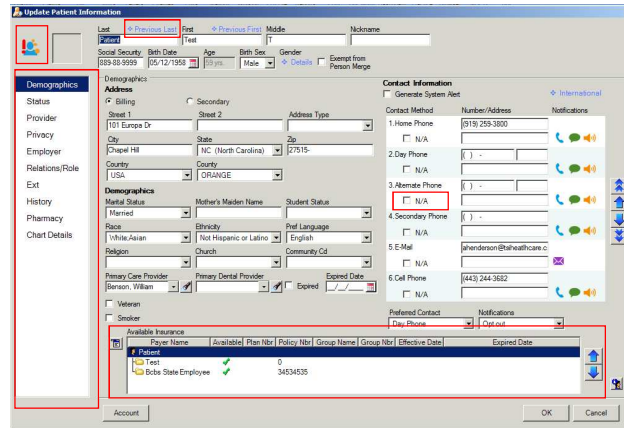 Update Patient Information
Last Previous Last First Previous First Middle Nickname
Patient Test T
Social Security Birth Date Age Birth Sex Gender
889-88-9999 05/12/1958 59 yrs. Male Details Exempt from Person Merge
Demographics
Status
Provider
Privacy
Employer
Relations/Role
Ext
History
Pharmacy
Chart Details
Demographics
Address
Billing Secondary
Street 1 Street 2 Address Type
101 Europa Dr
City State Zip
Chapel Hill NC (North Carolina) 27515-
Country County
USA ORANGE
Demographics
Marital Status Mother's Maiden Name Student Status
Married
Race Ethnicity Pref Language
White,Asian Not Hispanic or Latino English
Religion Church Community Cd
Primary Care Provider Primary Dental Provider Expired Date
Benson, William Expired __/__/____
Veteran
Smoker
Contact Information
Generate System Alert International
Contact Method Number/Address Notifications
1.Home Phone (919) 259-3800
N/A
2.Day Phone ( ) -
N/A
3.Alternate Phone ( ) -
N/A
4.Secondary Phone ( ) -
N/A
5.E-Mail ahenderson@tsihealthcare.c
N/A
6.Cell Phone (443) 244-3682
N/A
Preferred Contact Notifications
Day Phone Opt out
Available Insurance
Payer Name Available Plan Nbr Policy Nbr Group Name Group Nbr Effective Date Expired Date
Patient
Test 0
Bcbs State Employee 34534535
Account OK Cancel